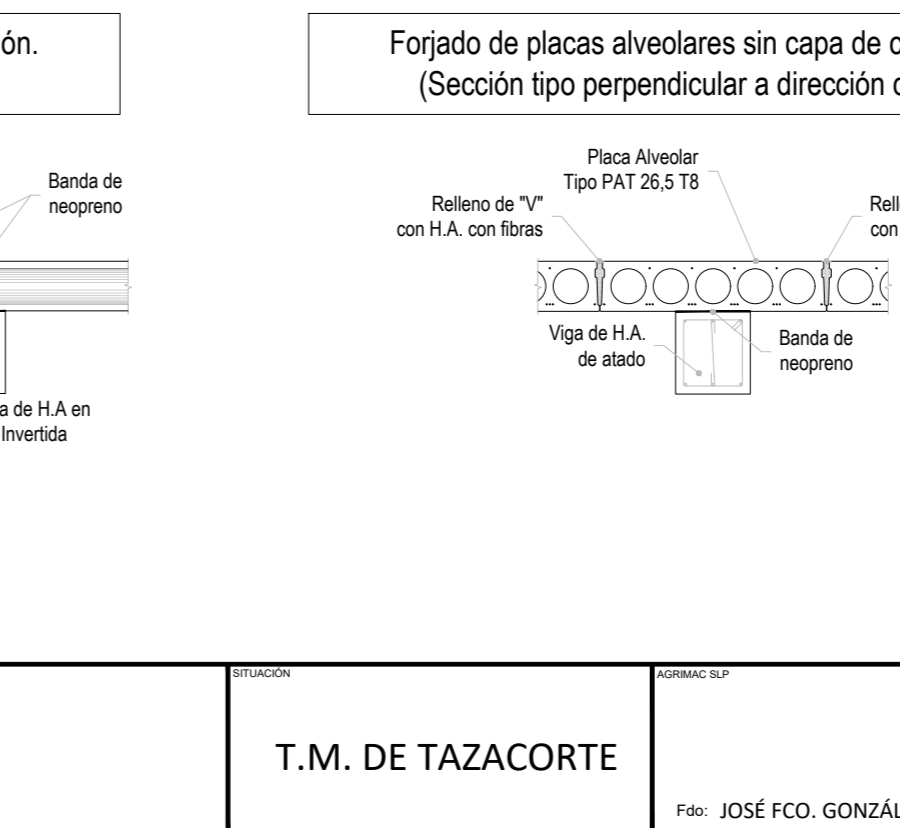 ón.
Forjado de placas alveolares sin capa de
(Sección tipo perpendicular a dirección
Banda de
neopreno
Placa Alveolar
Tipo PAT 26,5 T8
Relleno de "V"
con H.A. con fibras
con
Viga de H.A.
de atado
Banda de
neopreno
a de H.A en
Invertida
SITUACIÓN
T.M. DE TAZACORTE
AGRIMAC SLP
Fdo: JOSÉ FCO.